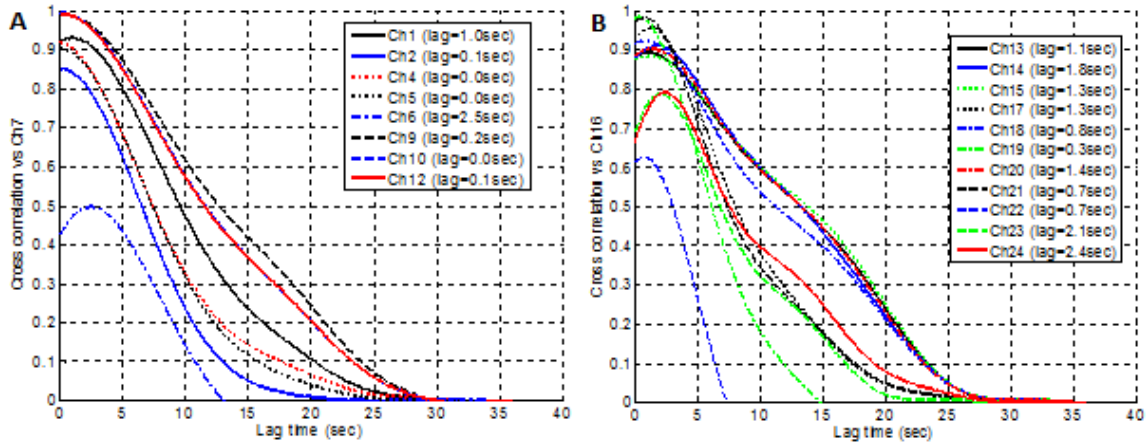 A
Cross correlation vs Ch7
1
0.9
0.8
0.7
0.6
0.5
0.4
0.3
0.2
0.1
0
0 5 10 15 20 25 30 35 40
Lag time (sec)
Ch1 (lag=1.0sec)
Ch2 (lag=0.1sec)
Ch4 (lag=0.0sec)
Ch5 (lag=0.0sec)
Ch6 (lag=2.5sec)
Ch9 (lag=0.2sec)
Ch10 (lag=0.0sec)
Ch12 (lag=0.1sec)
B
Cross correlation vs Ch16
1
0.9
0.8
0.7
0.6
0.5
0.4
0.3
0.2
0.1
0
0 5 10 15 20 25 30 35 40
Lag time (sec)
Ch13 (lag=1.1sec)
Ch14 (lag=1.8sec)
Ch15 (lag=1.3sec)
Ch17 (lag=1.3sec)
Ch18 (lag=0.8sec)
Ch19 (lag=0.3sec)
Ch20 (lag=1.4sec)
Ch21 (lag=0.7sec)
Ch22 (lag=0.7sec)
Ch23 (lag=2.1sec)
Ch24 (lag=2.4sec)